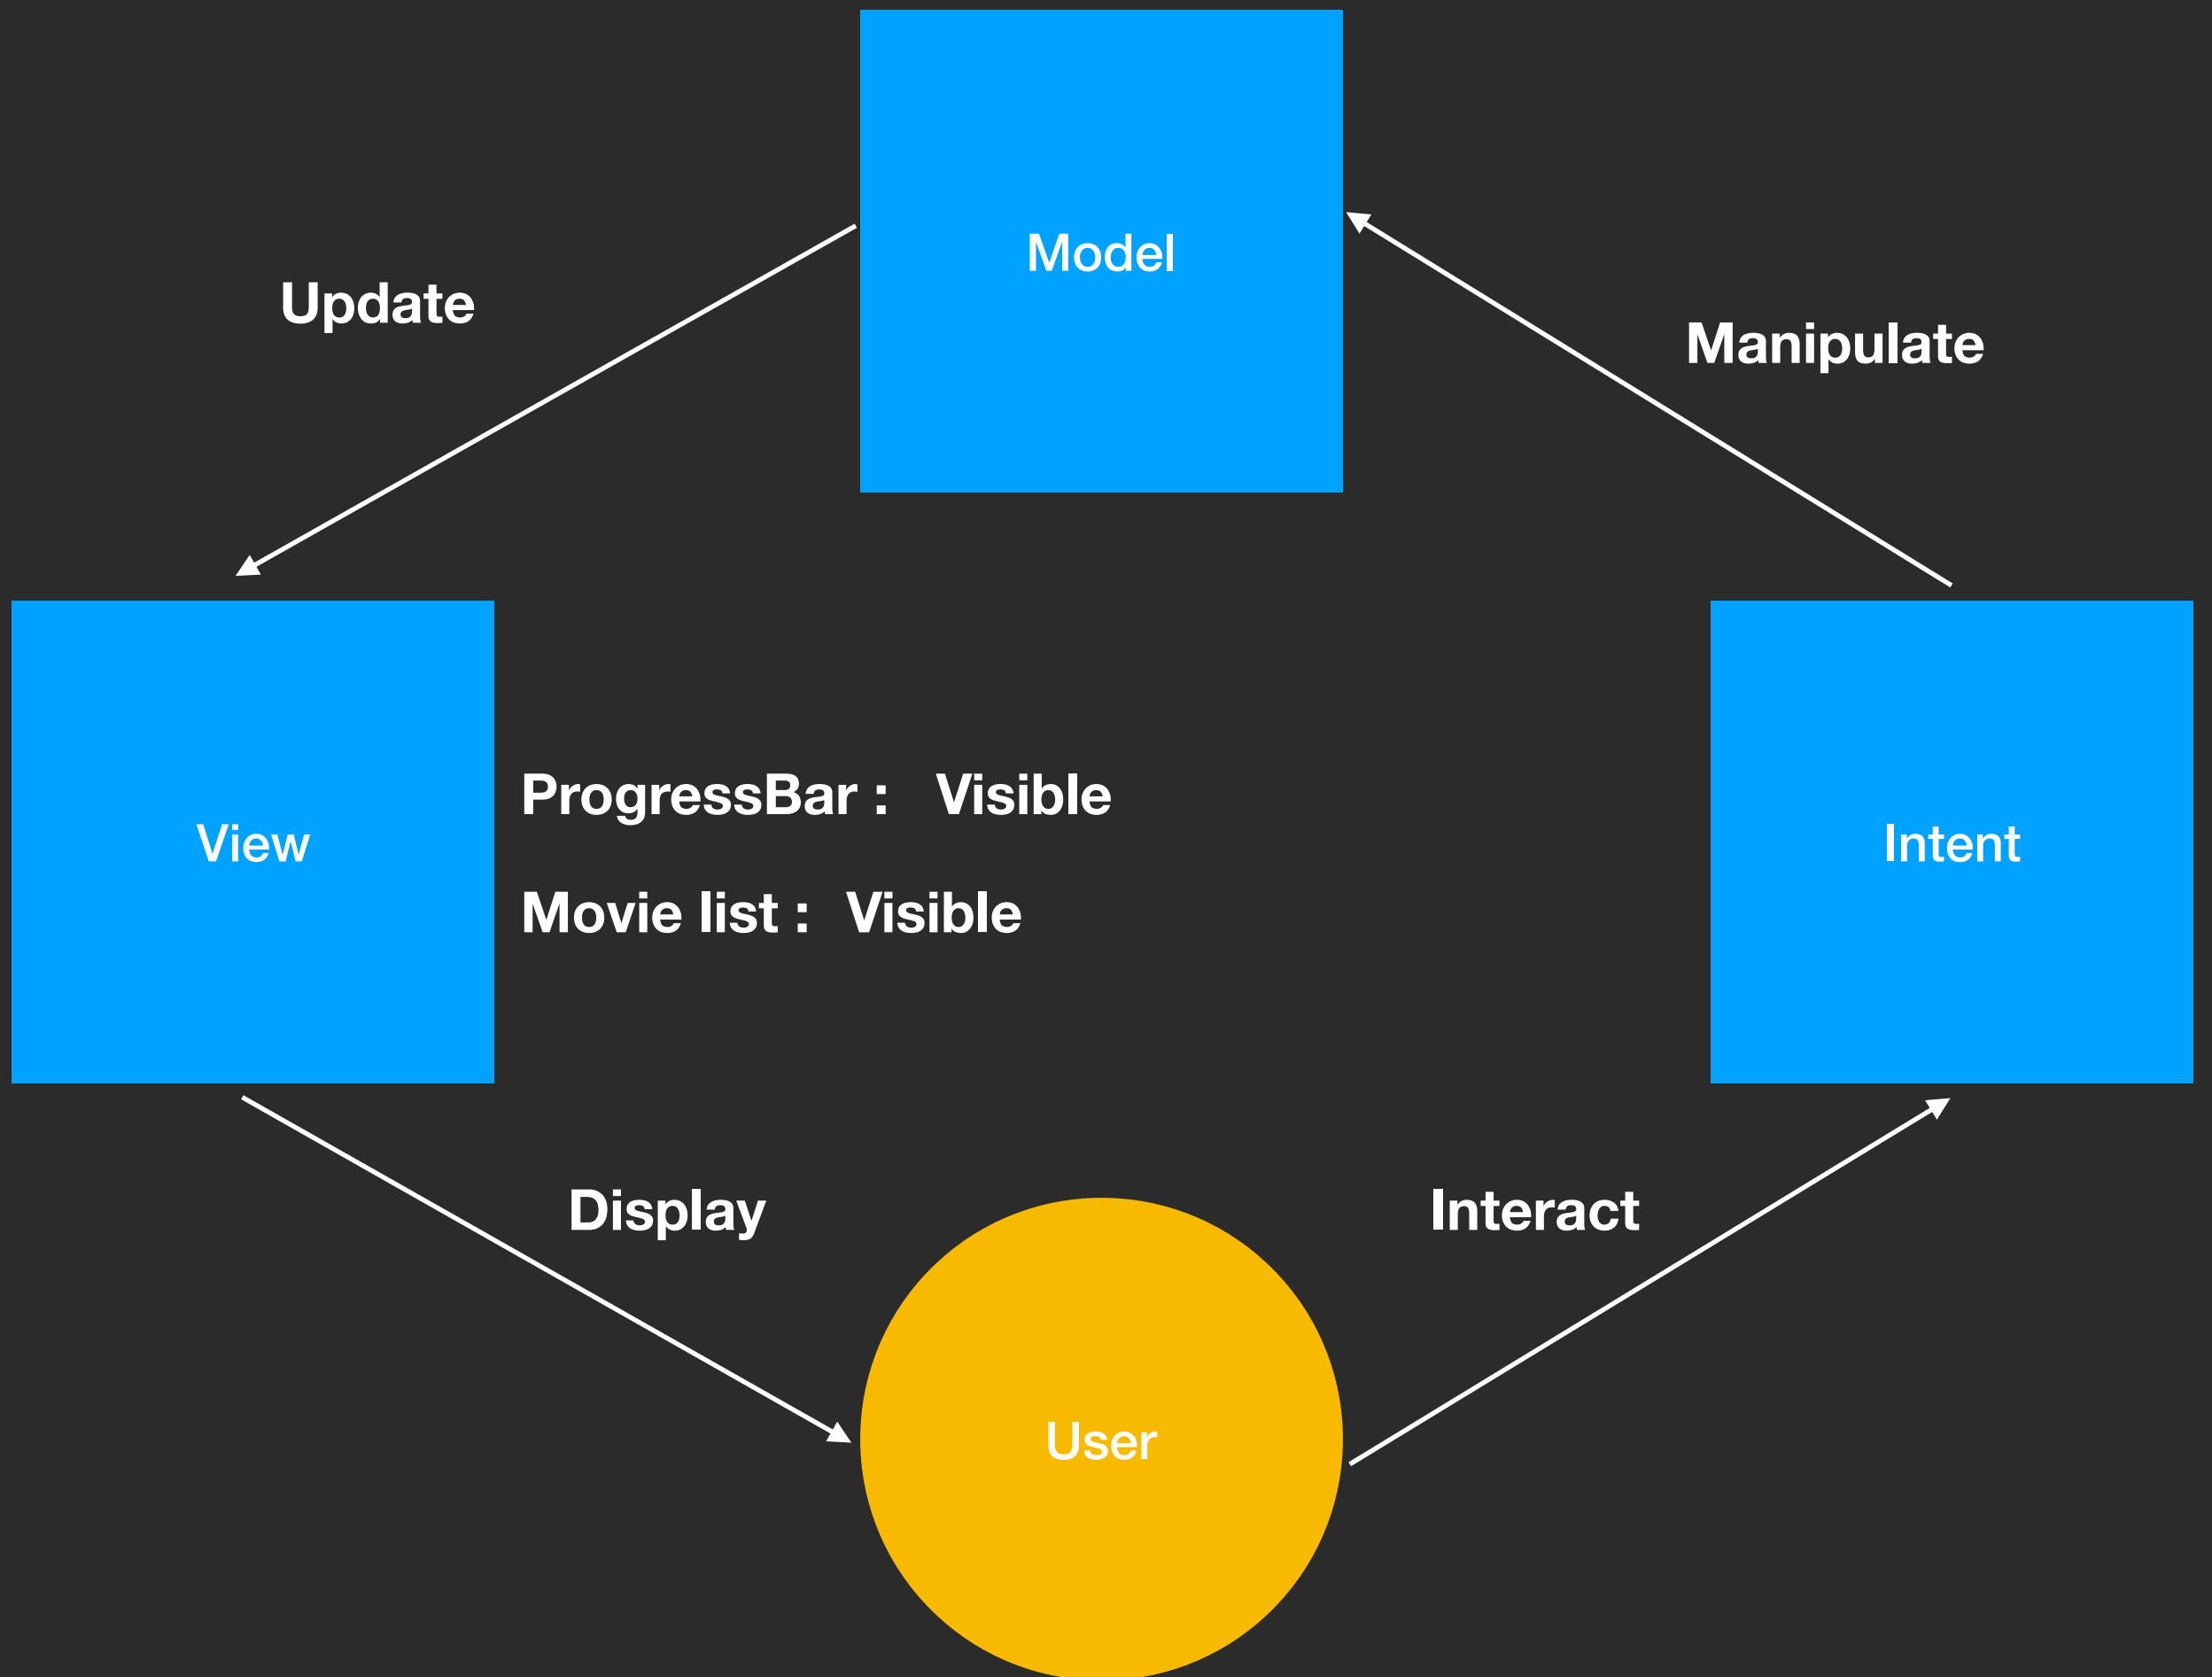 Model
Update
Manipulate
ProgressBar: Visible
View
Intent
Movie list: Visible
Display
Interact
User